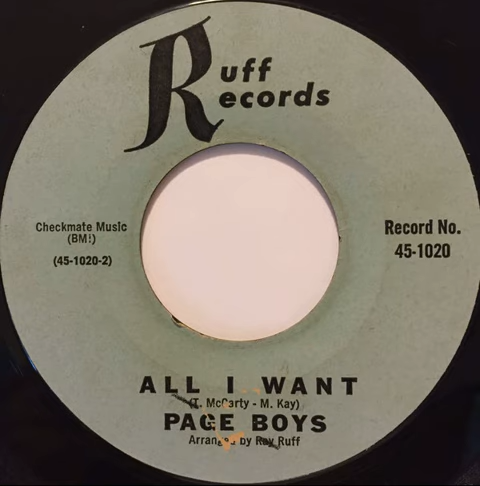 Ruff
Records
Checkmate Music
(BMI)
(45-1020-2)
Record No.
45-1020
ALL I WANT
(T. McCarty - M. Kay)
PAGE BOYS
Arranged by Ray Ruff